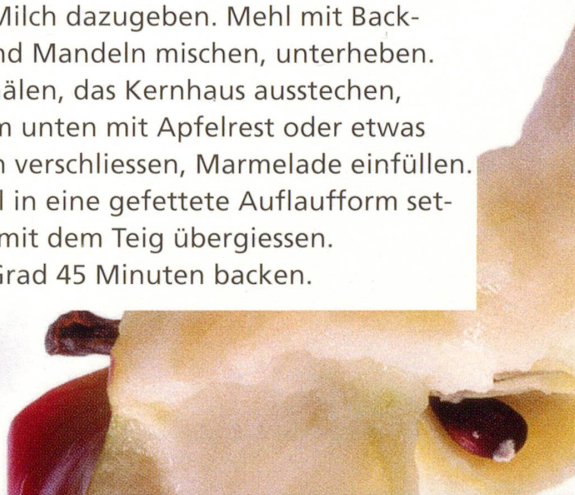 Milch dazugeben. Mehl mit Back-
nd Mandeln mischen, unterheben.
älen, das Kernhaus ausstechen,
unten mit Apfelrest oder etwas
verschliessen, Marmelade einfüllen.
in eine gefettete Auflaufform set-
mit dem Teig übergiessen.
Grad 45 Minuten backen.